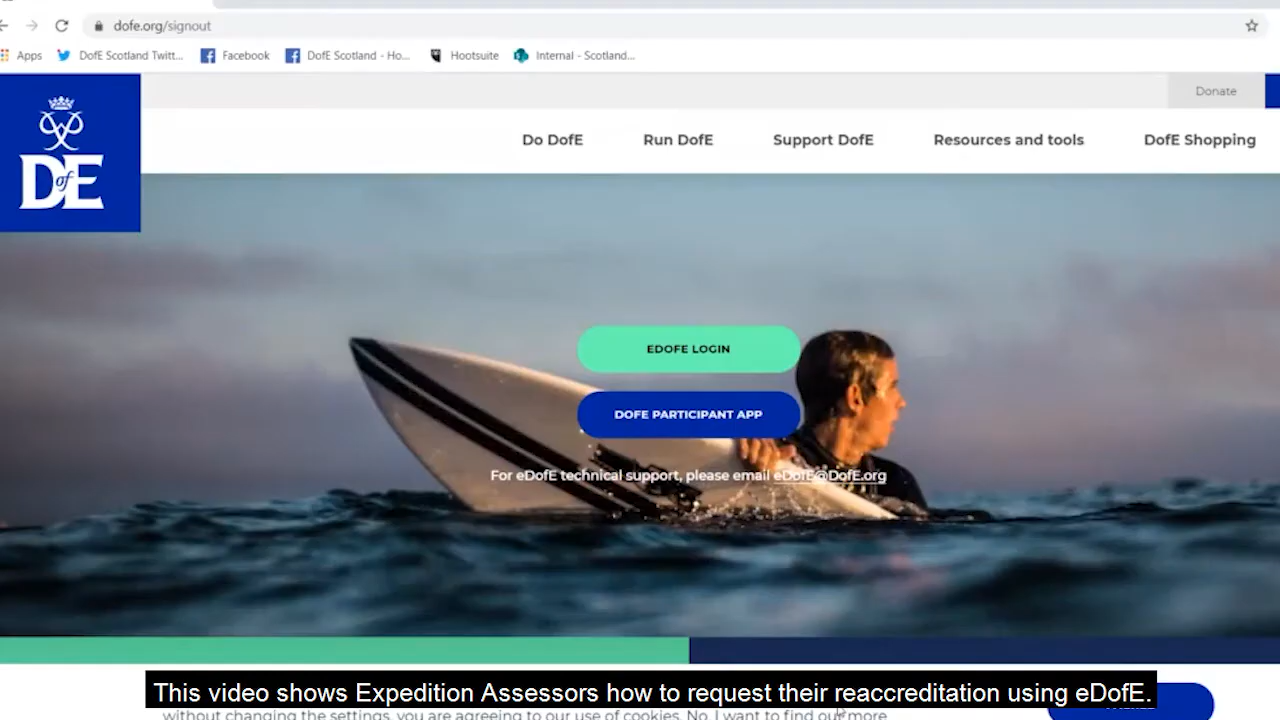 dofe.org/signout
Apps
DofE Scotland Twitt...
Facebook
DofE Scotland - Ho...
Hootsuite
Internal - Scotland...
Donate
DofE
Do DofE
Run DofE
Support DofE
Resources and tools
DofE Shopping
EDOFE LOGIN
DOFE PARTICIPANT APP
For eDofE technical support, please email eDofE@DofE.org
This video shows Expedition Assessors how to request their reaccreditation using eDofE.
without changing the settings, you are agreeing to our use of cookies. No, I want to find out more